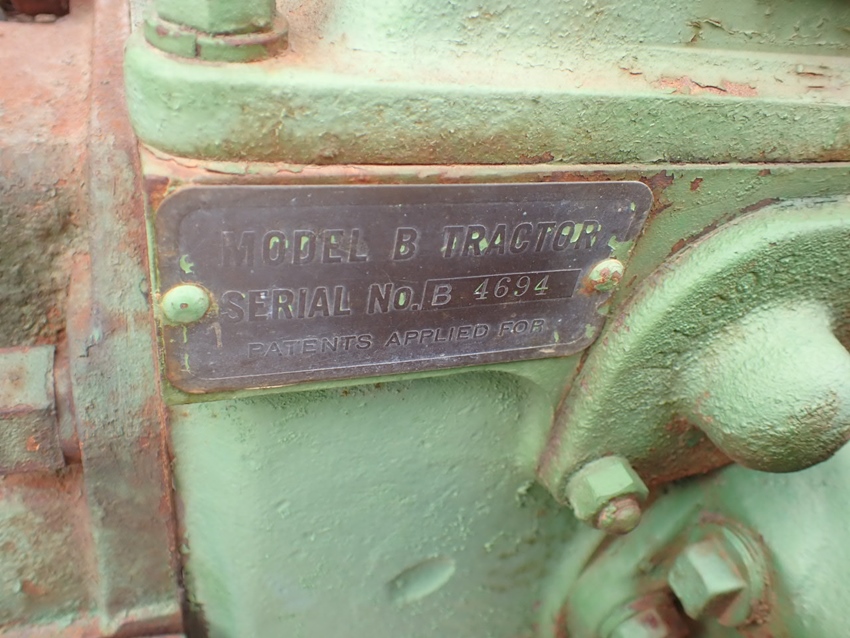 MODEL B TRACTOR
SERIAL NO. B 4694
PATENTS APPLIED FOR